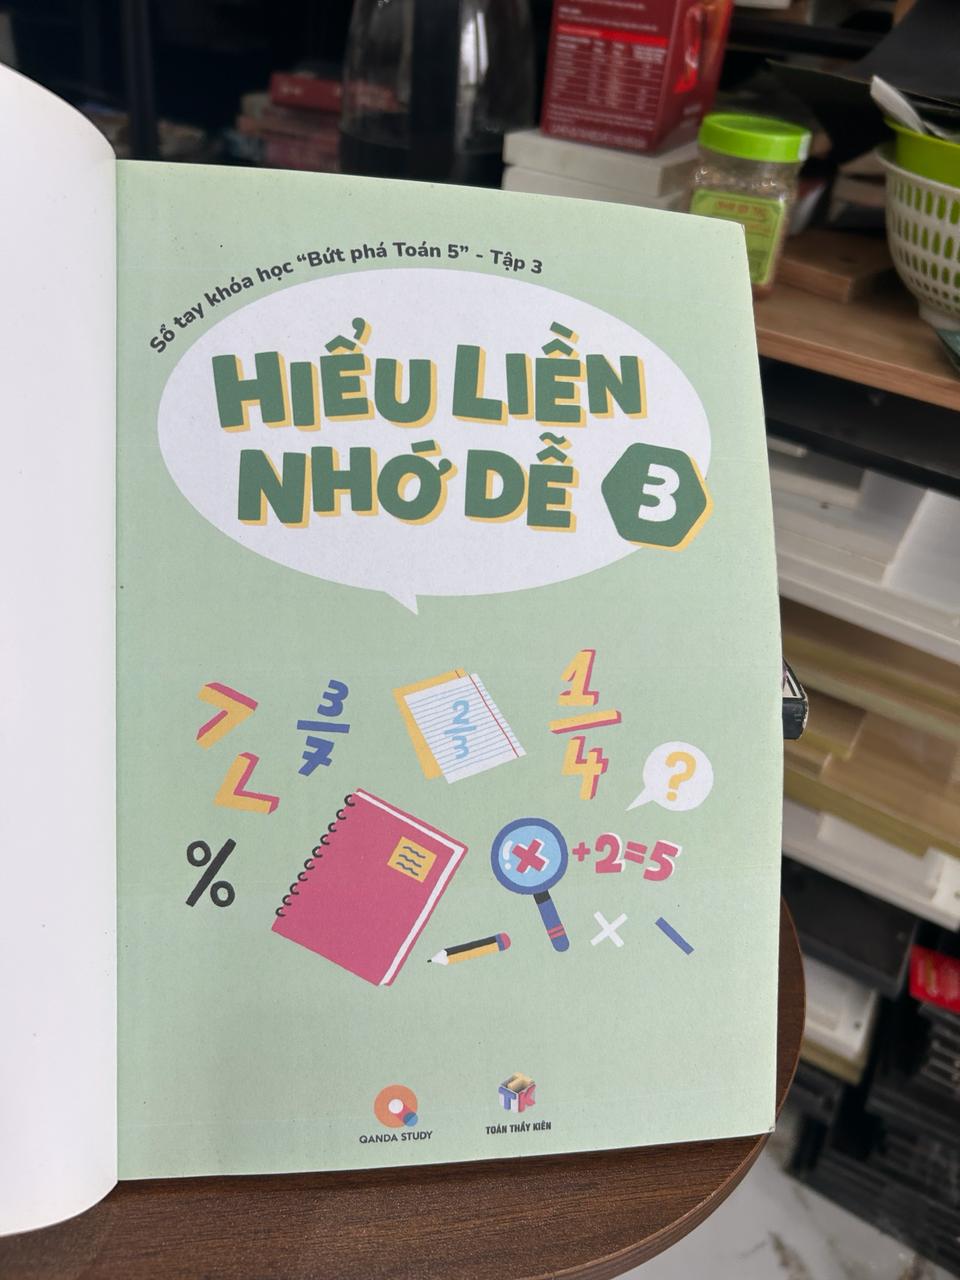 Sổ tay khóa học “Bứt phá Toán 5” - Tập 3
HIỂU LIỀN
NHỚ DỄ 3
> 3/7 2/3 1/4
<
?
% × +2=5
×
QANDA STUDY
TK
TOÁN THẦY KIÊN